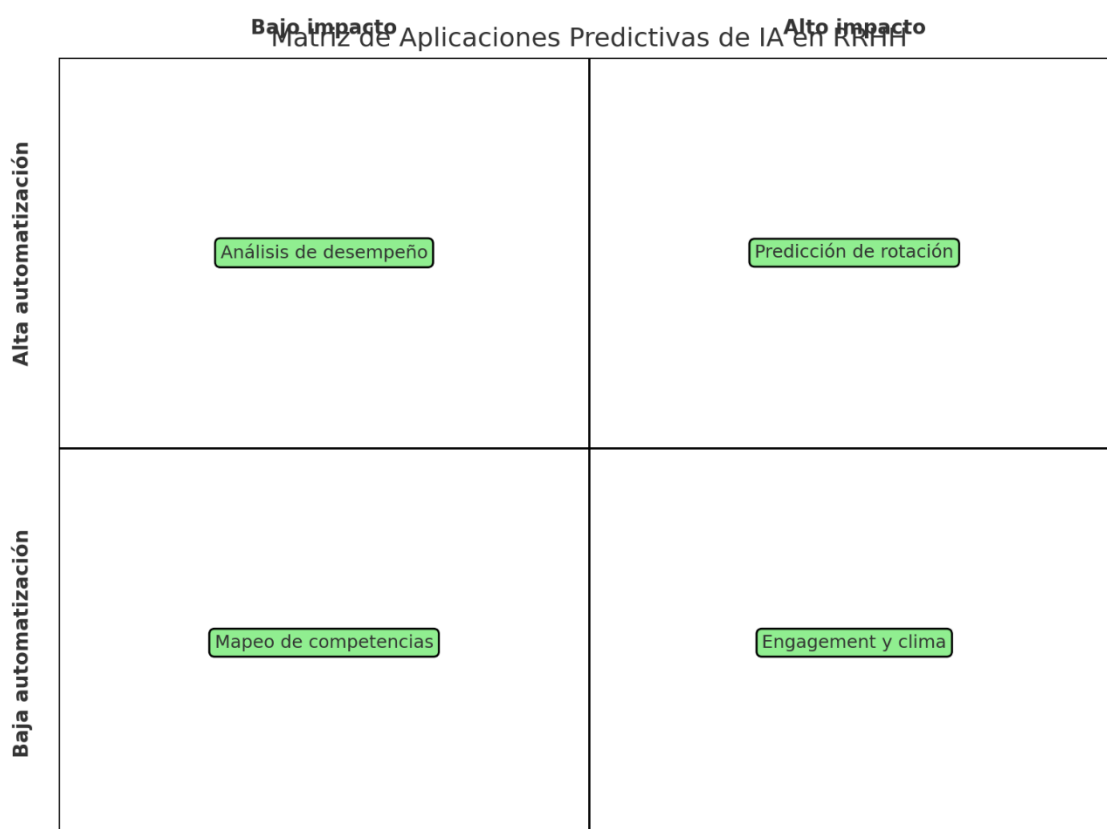 Bajo impacto
Alto impacto
Matriz de Aplicaciones Predictivas de IA en RRHH
Alta automatización
Análisis de desempeño
Predicción de rotación
Baja automatización
Mapeo de competencias
Engagement y clima